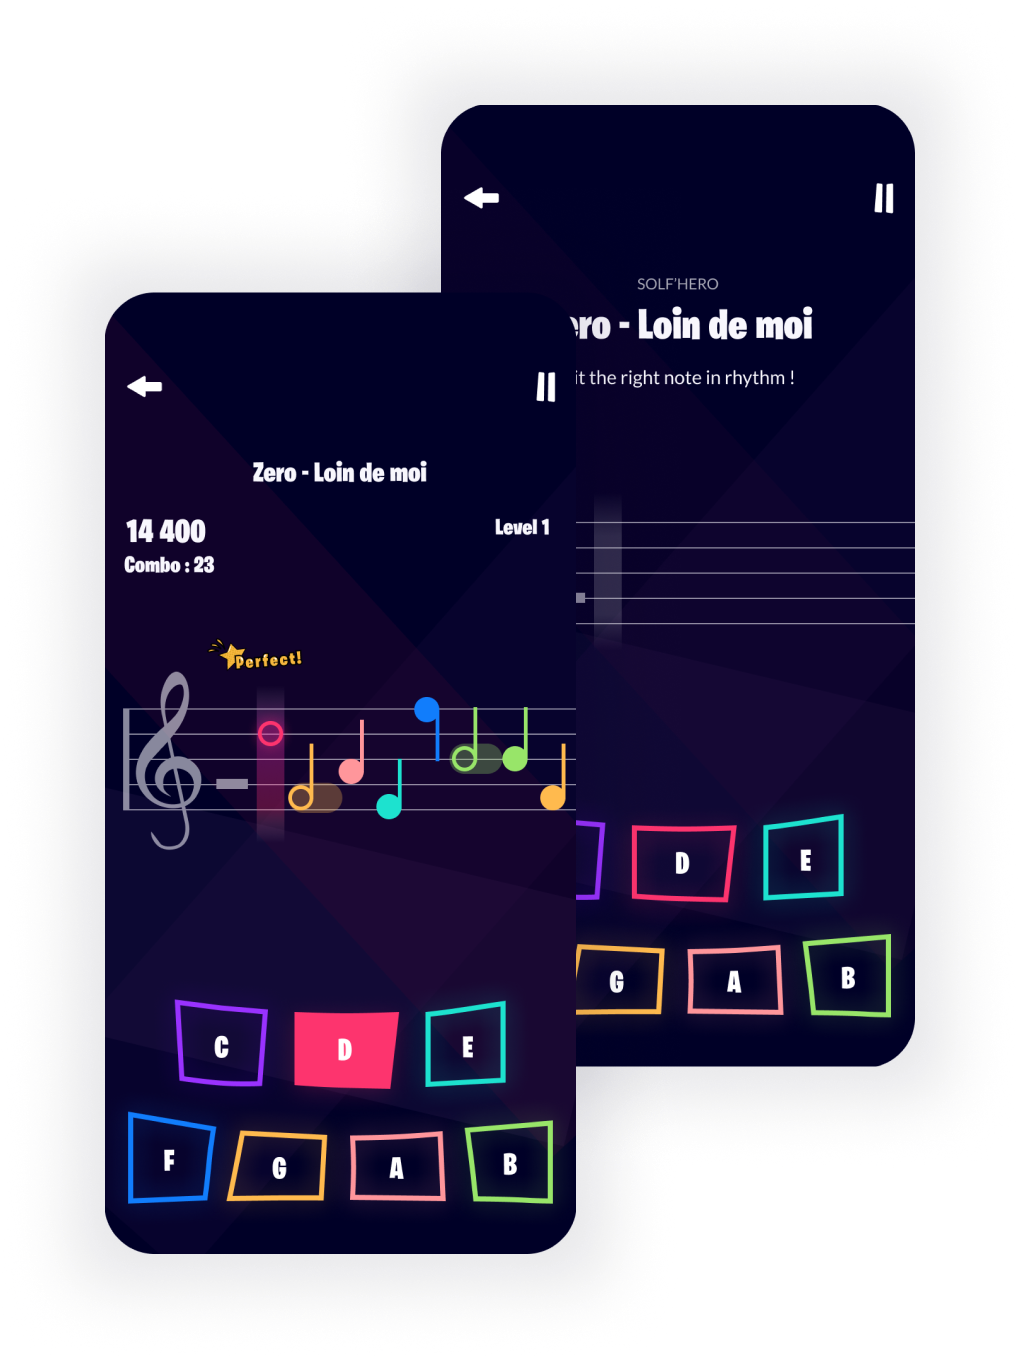 SOLF'HERO
ero - Loin de moi
it the right note in rhythm !
D
E
G
A
B
Zero - Loin de moi
14 400
Level 1
Combo : 23
Perfect!
C
D
E
F
G
A
B